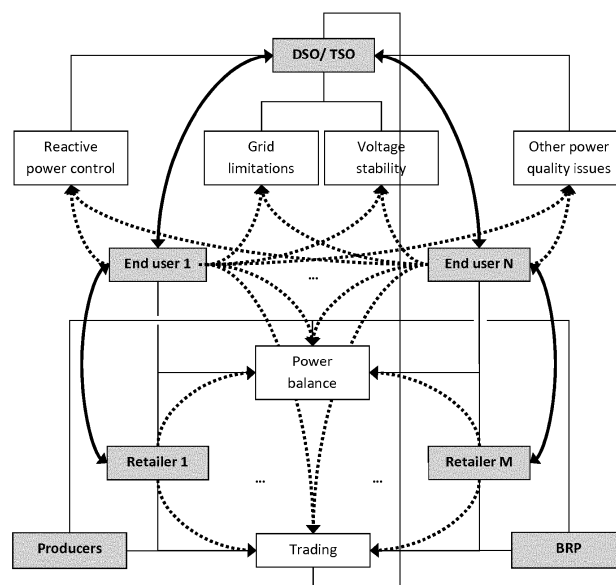 DSO/ TSO
Reactive
power control
Grid
limitations
Voltage
stability
Other power
quality issues
End user 1
...
End user N
Power
balance
Retailer 1
...
...
Retailer M
Producers
Trading
BRP